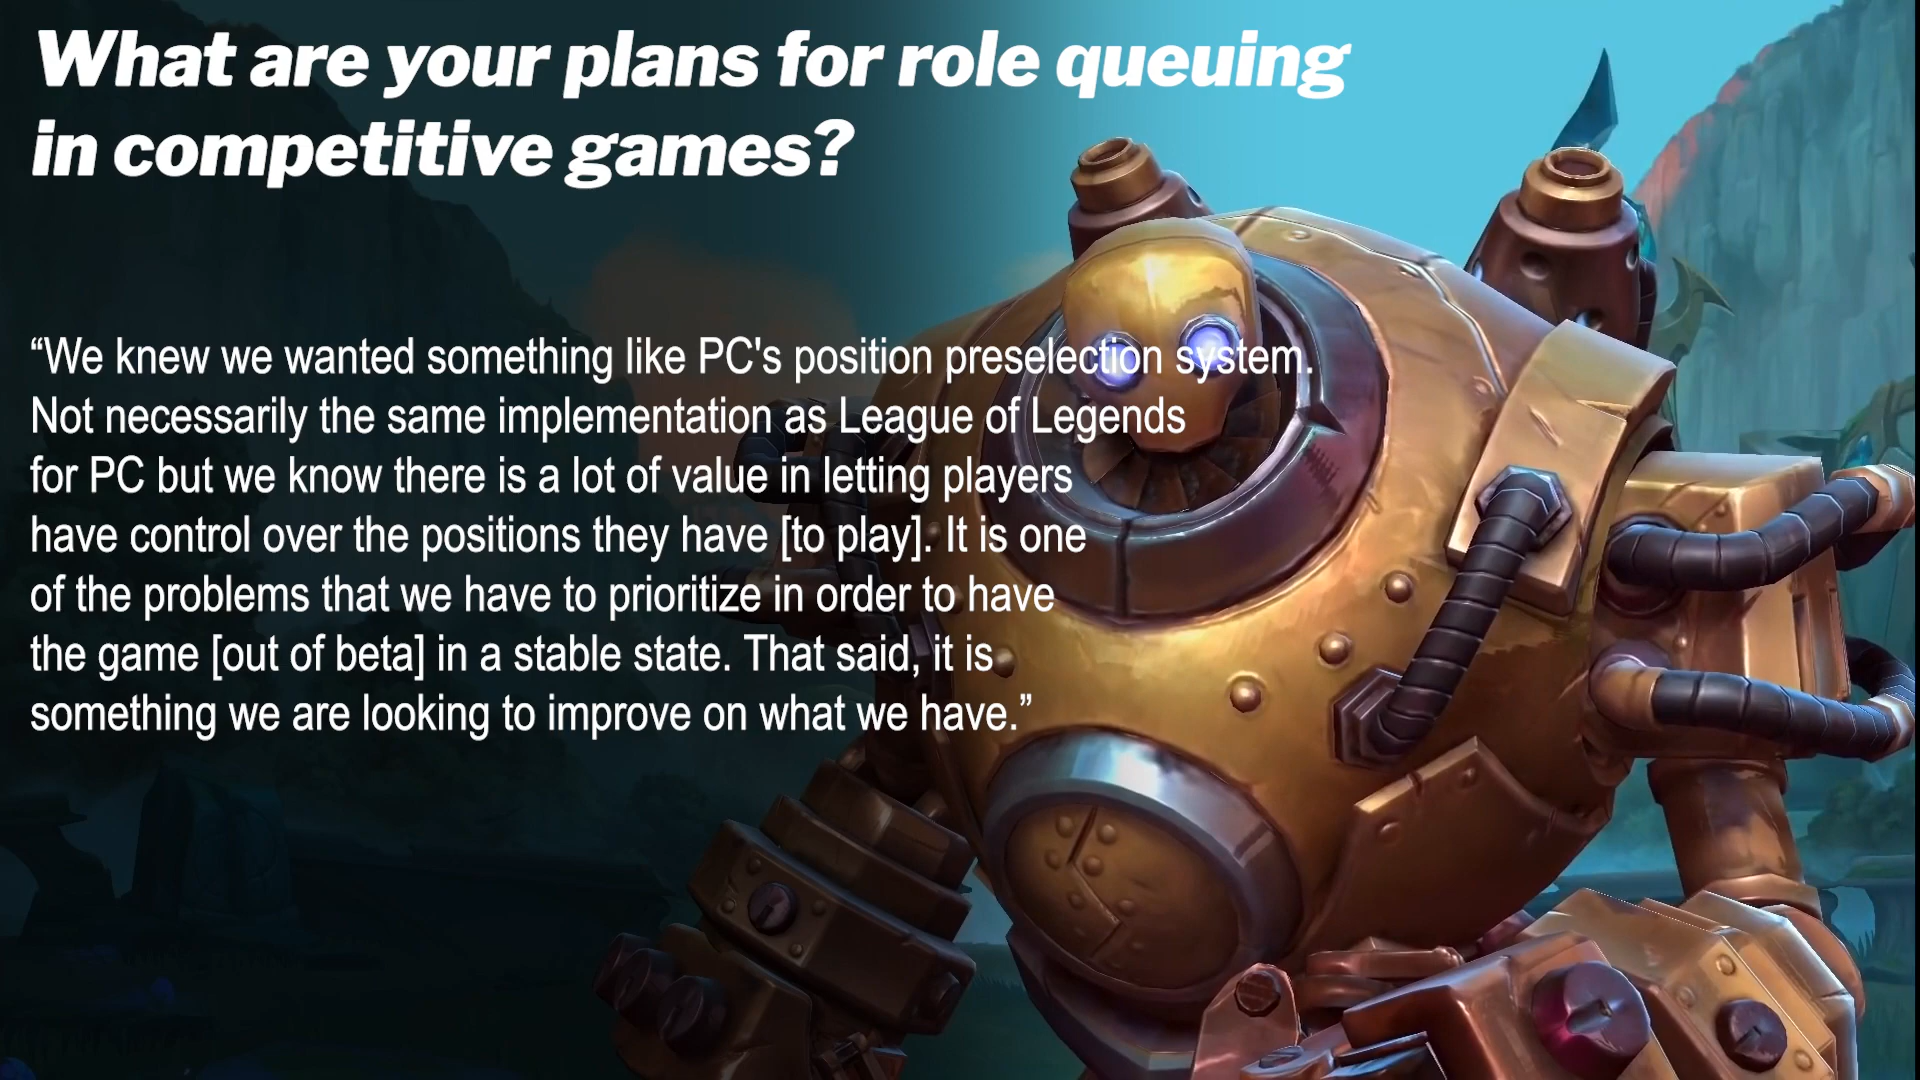 What are your plans for role queuing
in competitive games?
“We knew we wanted something like PC's position preselection system.
Not necessarily the same implementation as League of Legends
for PC but we know there is a lot of value in letting players
have control over the positions they have [to play]. It is one
of the problems that we have to prioritize in order to have
the game [out of beta] in a stable state. That said, it is
something we are looking to improve on what we have.”